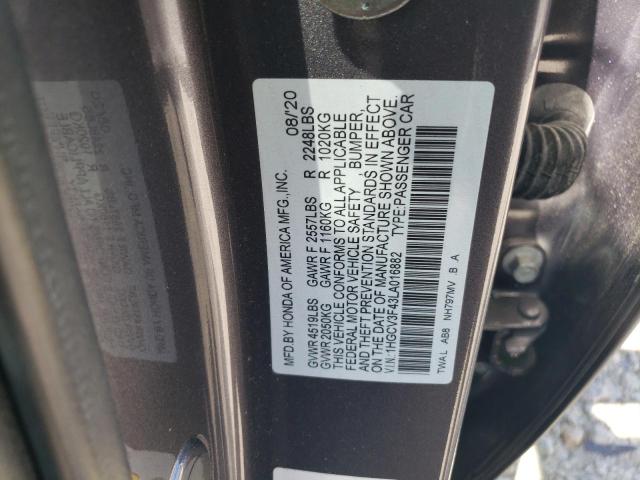 MFD.BY HONDA OF AMERICA MFG.,INC. 08/'20
GVWR 4519LBS GAWR F 2557LBS R 2248LBS
GVWR 2050KG GAWR F 1160KG R 1020KG
THIS VEHICLE CONFORMS TO ALL APPLICABLE
FEDERAL MOTOR VEHICLE SAFETY , BUMPER,
AND THEFT PREVENTION STANDARDS IN EFFECT
ON THE DATE OF MANUFACTURE SHOWN ABOVE.
V.I.N.:1HGCV3F43LA016882 TYPE:PASSENGER CAR
TWAL AB8 NH797MV B A